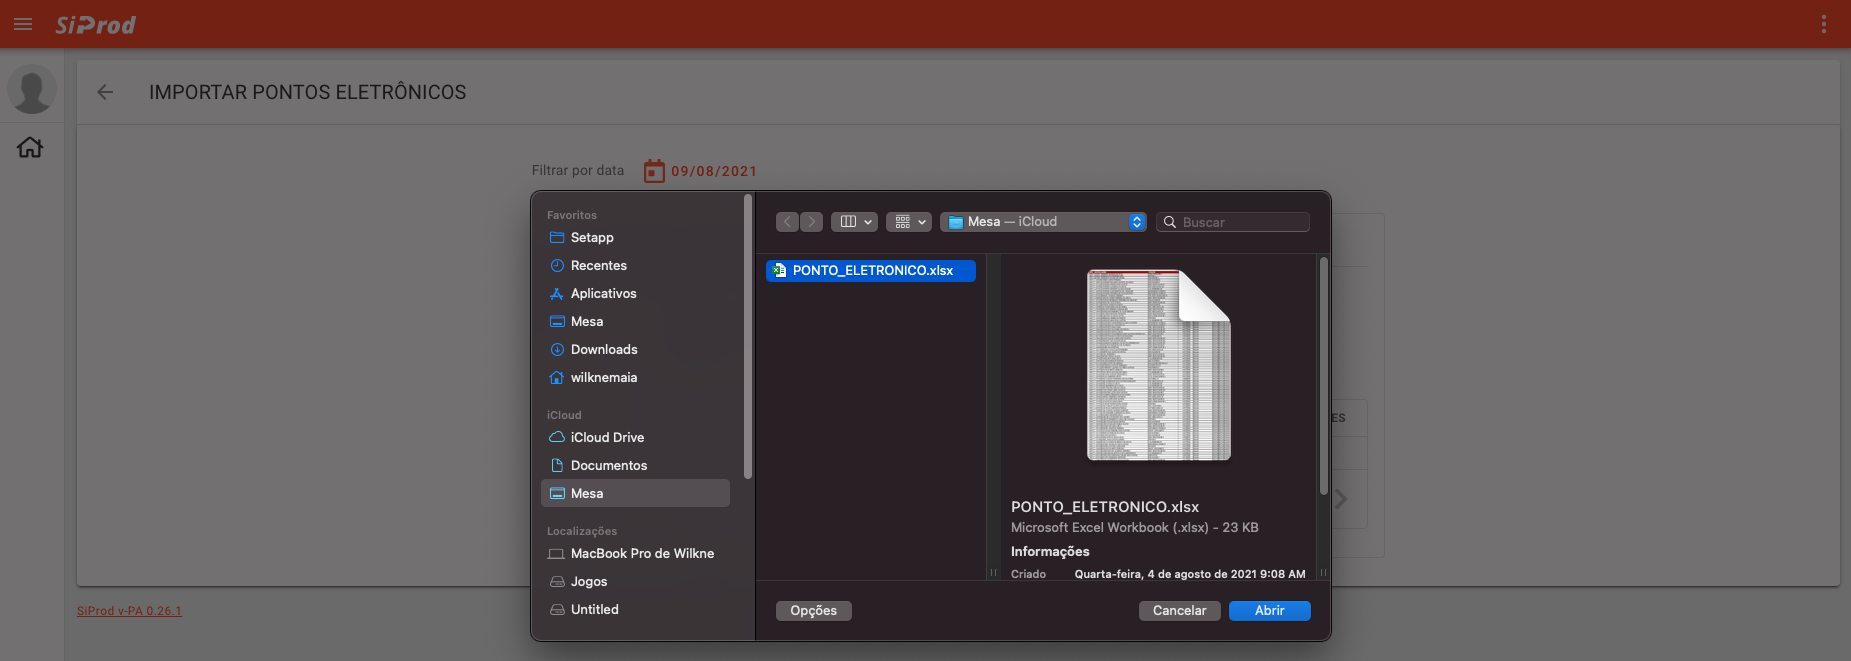 SiProd
IMPORTAR PONTOS ELETRÔNICOS
Filtrar por data 09/08/2021
Favoritos
Setapp
Recentes
Aplicativos
Mesa
Downloads
wilknemaia
iCloud
iCloud Drive
Documentos
Mesa
Localizações
MacBook Pro de Wilkne
Jogos
Untitled
Mesa — iCloud
Buscar
PONTO_ELETRONICO.xlsx
PONTO_ELETRONICO.xlsx
Microsoft Excel Workbook (.xlsx) - 23 KB
Informações
Criado Quarta-feira, 4 de agosto de 2021 9:08 AM
Opções
Cancelar
Abrir
ES
SiProd v-PA 0.26.1